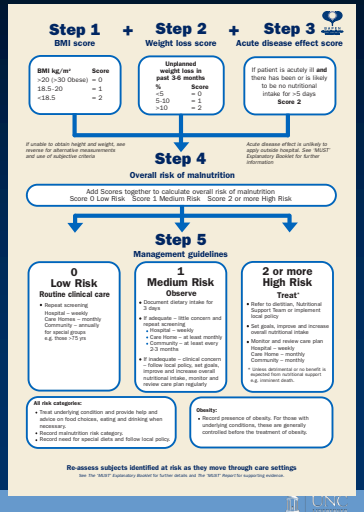 Step 1 + Step 2 + Step 3
BMI score
Weight loss score
Acute disease effect score
BAPEN
BMI kg/m² Score
>20 (>30 Obese) = 0
18.5-20 = 1
<18.5 = 2
Unplanned
weight loss in
past 3-6 months
% Score
<5 = 0
5-10 = 1
>10 = 2
If patient is acutely ill and
there has been or is likely
to be no nutritional
intake for >5 days
Score 2
If unable to obtain height and weight, see
reverse for alternative measurements
and use of subjective criteria
Acute disease effect is unlikely to
apply outside hospital. See 'MUST'
Explanatory Booklet for further
information
Step 4
Overall risk of malnutrition
Add Scores together to calculate overall risk of malnutrition
Score 0 Low Risk Score 1 Medium Risk Score 2 or more High Risk
Step 5
Management guidelines
0
Low Risk
Routine clinical care
• Repeat screening
Hospital – weekly
Care Homes – monthly
Community – annually
for special groups
e.g. those >75 yrs
1
Medium Risk
Observe
• Document dietary intake for
3 days
• If adequate – little concern and
repeat screening
• Hospital – weekly
• Care Home – at least monthly
• Community – at least every
2-3 months
• If inadequate – clinical concern
– follow local policy, set goals,
improve and increase overall
nutritional intake, monitor and
review care plan regularly
2 or more
High Risk
Treat*
• Refer to dietitian, Nutritional
Support Team or implement
local policy
• Set goals, improve and increase
overall nutritional intake
• Monitor and review care plan
Hospital – weekly
Care Home – monthly
Community – monthly
* Unless detrimental or no benefit is
expected from nutritional support
e.g. imminent death.
All risk categories:
• Treat underlying condition and provide help and
advice on food choices, eating and drinking when
necessary.
• Record malnutrition risk category.
• Record need for special diets and follow local policy.
Obesity:
• Record presence of obesity. For those with
underlying conditions, these are generally
controlled before the treatment of obesity.
Re-assess subjects identified at risk as they move through care settings
See The 'MUST' Explanatory Booklet for further details and The 'MUST' Report for supporting evidence.
UNC